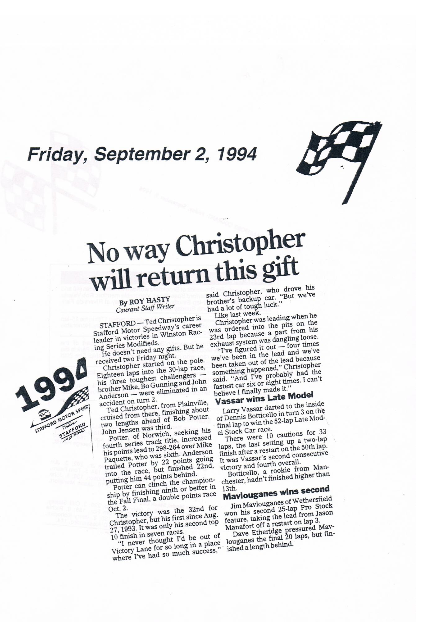 Friday, September 2, 1994
No way Christopher
will return this gift
By ROY HASTY
Courant Staff Writer
STAFFORD — Ted Christopher is
Stafford Motor Speedway's career
leader in victories in Winston Rac-
ing Series Modifieds.
He doesn't need any gifts. But he
received two Friday night.
Christopher started on the pole.
Eighteen laps into the 30-lap race,
his three toughest challengers —
brother Mike, Bo Gunning and John
Anderson — were eliminated in an
accident on turn 2.
Ted Christopher, from Plainville,
cruised from there, finishing about
two lengths ahead of Bob Potter.
John Jensen was third.
Potter, of Norwich, seeking his
fourth series track title, increased
his points lead to 298-264 over Mike
Paquette, who was sixth. Anderson
trailed Potter by 22 points going
into the race, but finished 22nd,
putting him 44 points behind.
Potter can clinch the champion-
ship by finishing ninth or better in
the Fall Final, a double points race
Oct. 2.
The victory was the 32nd for
Christopher, but his first since Aug.
27, 1993. It was only his second top
10 finish in seven races.
"I never thought I'd be out of
Victory Lane for so long in a place
where I've had so much success,"
said Christopher, who drove his
brother's backup car. "But we've
had a lot of tough luck."
Like last week.
Christopher was leading when he
was ordered into the pits on the
23rd lap because a part from his
exhaust system was dangling loose.
"I've figured it out — four times
we've been in the lead and we've
been taken out of the lead because
something happened," Christopher
said. "And I've probably had the
fastest car six or eight times. I can't
believe I finally made it."
Vassar wins Late Model
Larry Vassar darted to the inside
of Dennis Botticello in turn 3 on the
final lap to win the 32-lap Late Mod-
el Stock Car race.
There were 10 cautions for 33
laps, the last setting up a two-lap
finish after a restart on the 30th lap.
It was Vassar's second consecutive
victory and fourth overall.
Botticello, a rookie from Man-
chester, hadn't finished higher than
13th.
Maviouganes wins second
Jim Maviouganes of Wethersfield
won his second 25-lap Pro Stock
feature, taking the lead from Jason
Manafort off a restart on lap 3.
Dave Etheridge pressured Mav-
iouganes the final 20 laps, but fin-
ished a length behind.
1994
STAFFORD MOTOR SPEEDWAY
STAFFORD